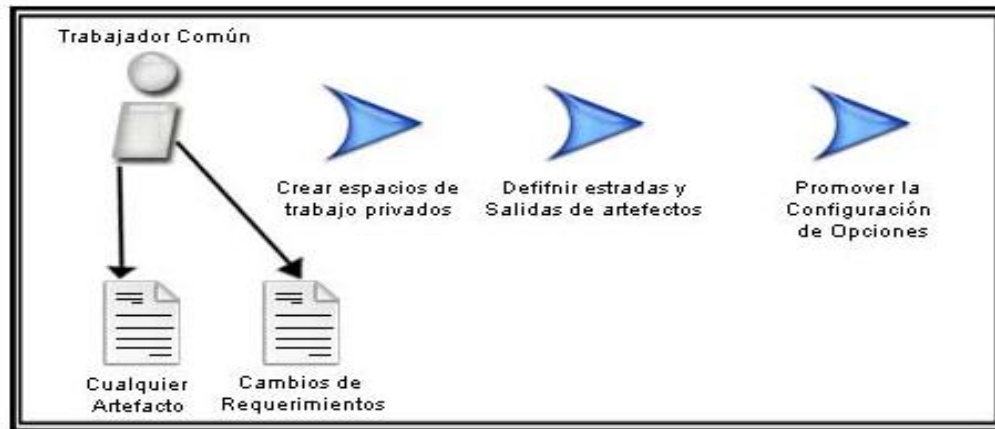 Trabajador Común
Crear espacios de
trabajo privados
Defifnir estradas y
Salidas de artefectos
Promover la
Configuración
de Opciones
Cualquier
Artefacto
Cambios de
Requerimientos